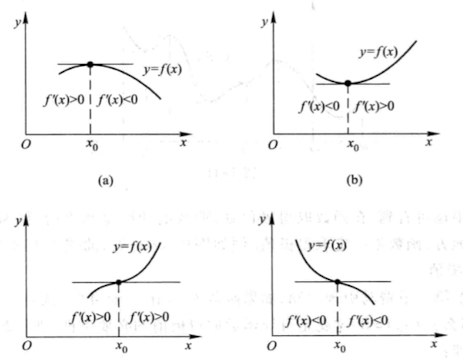 y
y
y=f(x)
y=f(x)
f'(x)>0
f'(x)<0
f'(x)<0
f'(x)>0
O
x₀
x
O
x₀
x
(a)
(b)
y
y
y=f(x)
y=f(x)
f'(x)>0
f'(x)>0
f'(x)<0
f'(x)<0
O
x₀
x
O
x₀
x